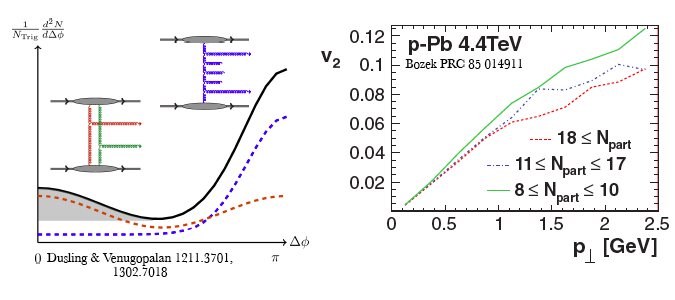 1/N_Trig d²N/dΔϕ
Δϕ
0
π
Dusling & Venugopalan 1211.3701,
1302.7018
v₂
0.12
0.1
0.08
0.06
0.04
0.02
p-Pb 4.4TeV
Bozek PRC 85 014911
18 ≤ N_part
11 ≤ N_part ≤ 17
8 ≤ N_part ≤ 10
0 0.5 1 1.5 2 2.5
p⊥ [GeV]